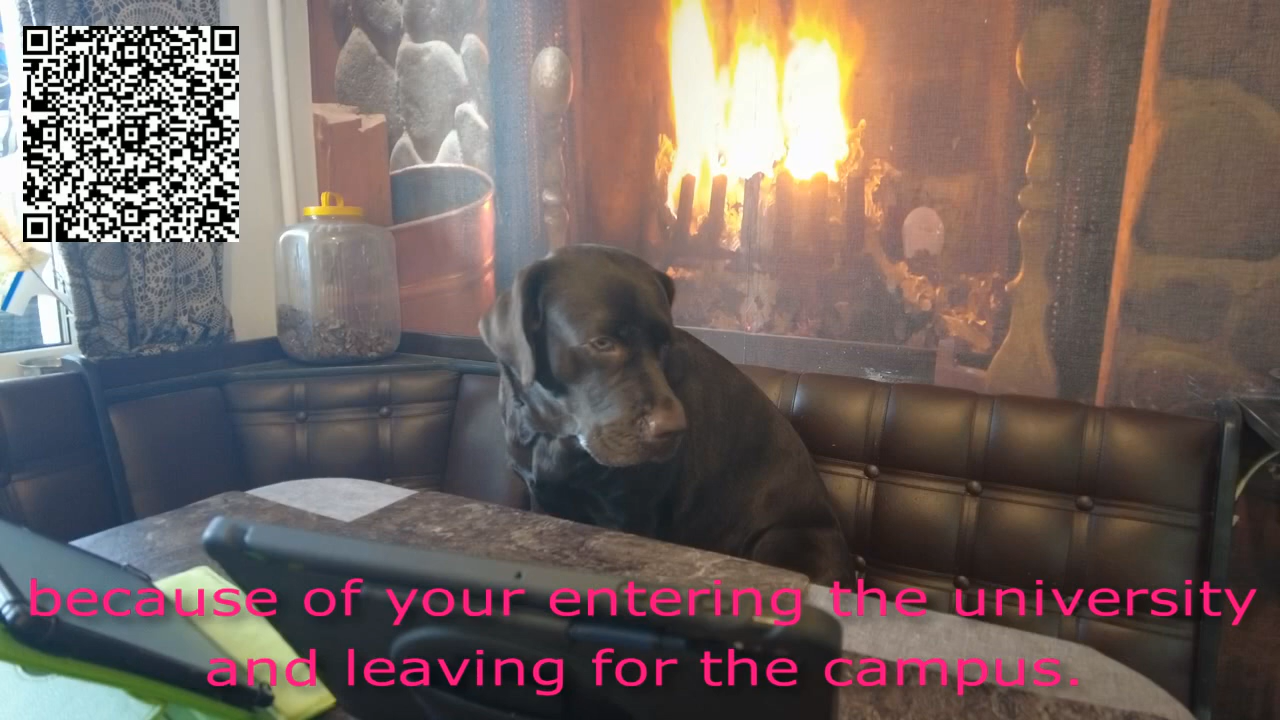 because of your entering the university
and leaving for the campus.